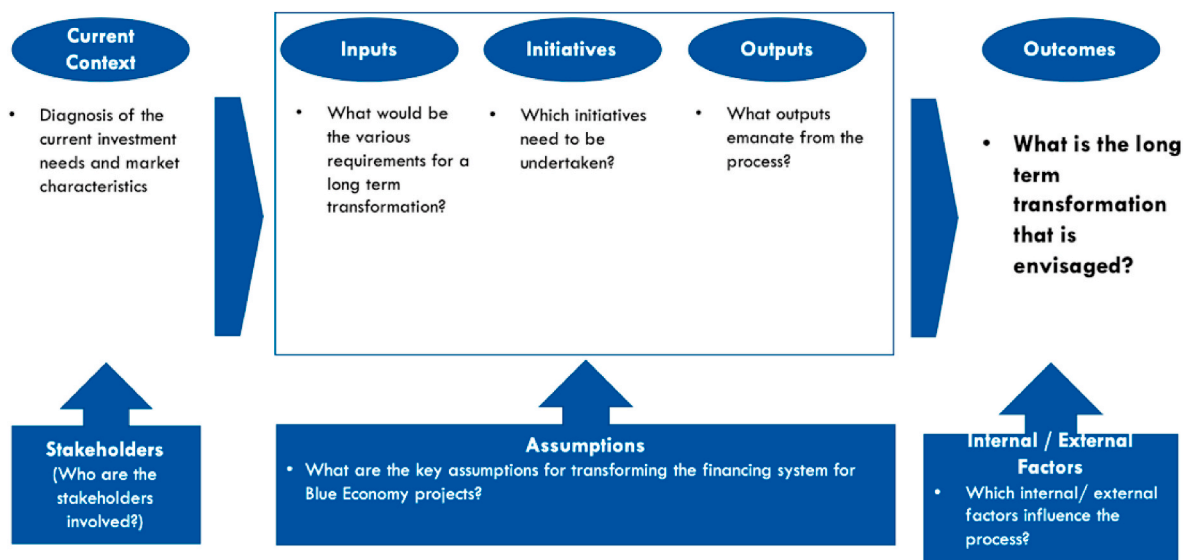 Current
Context
• Diagnosis of the
current investment
needs and market
characteristics
Inputs
• What would be
the various
requirements for a
long term
transformation?
Initiatives
• Which initiatives
need to be
undertaken?
Outputs
• What outputs
emanate from the
process?
Outcomes
• What is the long
term
transformation
that is
envisaged?
Stakeholders
(Who are the
stakeholders
involved?)
Assumptions
• What are the key assumptions for transforming the financing system for
Blue Economy projects?
Internal / External
Factors
• Which internal/ external
factors influence the
process?